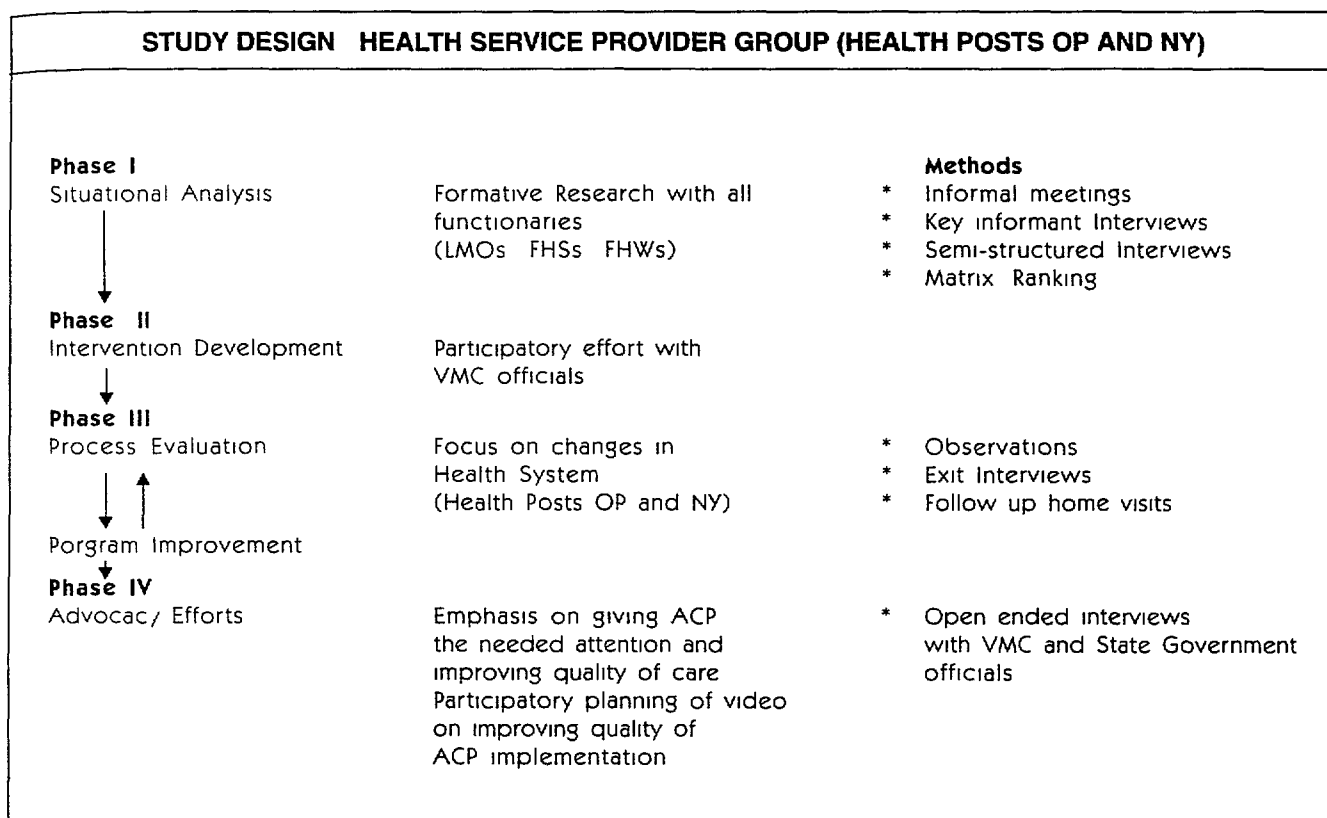 STUDY DESIGN HEALTH SERVICE PROVIDER GROUP (HEALTH POSTS OP AND NY)
Phase I
Situational Analysis
Formative Research with all
functionaries
(LMOs FHSs FHWs)
Methods
* Informal meetings
* Key informant Interviews
* Semi-structured Interviews
* Matrix Ranking
Phase II
Intervention Development
Participatory effort with
VMC officials
Phase III
Process Evaluation
Focus on changes in
Health System
(Health Posts OP and NY)
* Observations
* Exit Interviews
* Follow up home visits
Porgram Improvement
Phase IV
Advocac/ Efforts
Emphasis on giving ACP
the needed attention and
improving quality of care
Participatory planning of video
on improving quality of
ACP implementation
* Open ended interviews
with VMC and State Government
officials